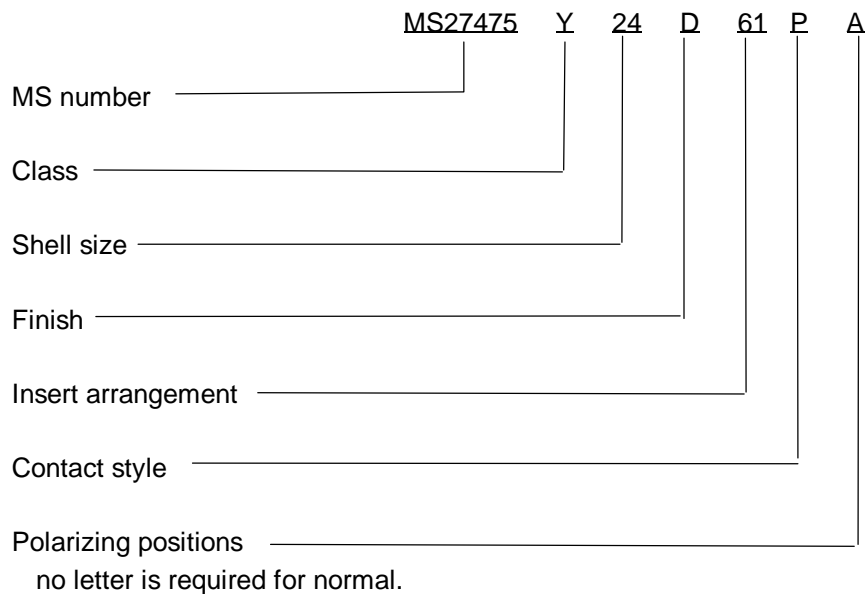 MS27475 Y 24 D 61 P A
MS number
Class
Shell size
Finish
Insert arrangement
Contact style
Polarizing positions
no letter is required for normal.